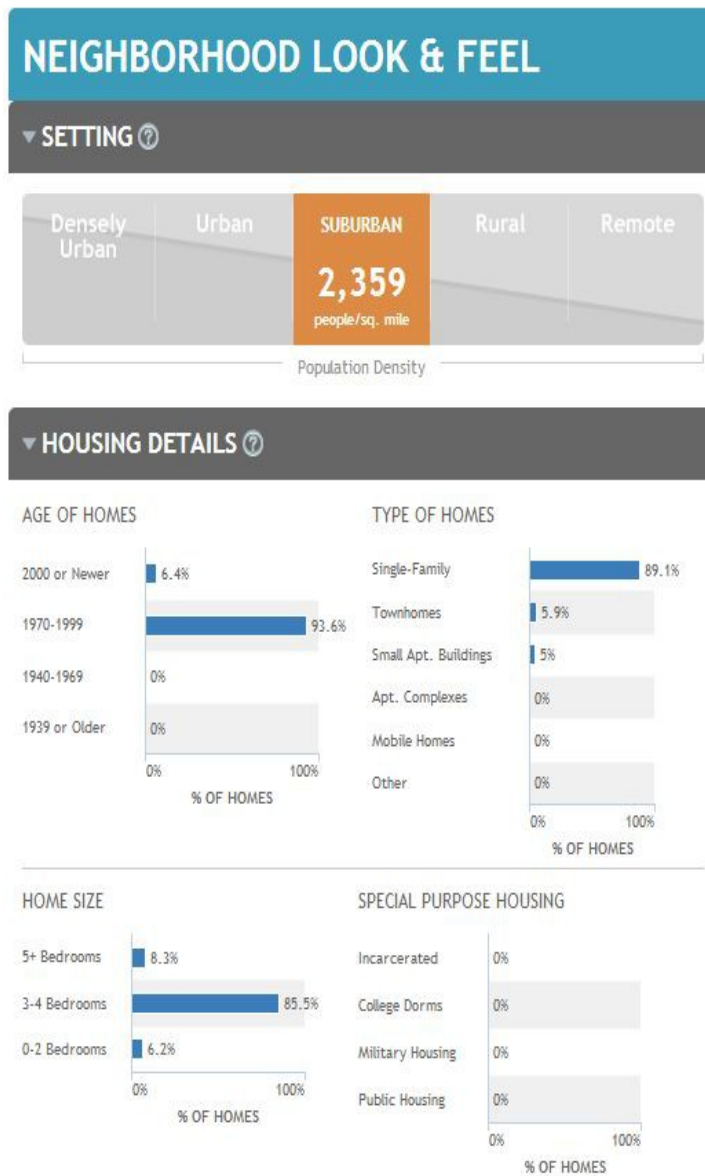 NEIGHBORHOOD LOOK & FEEL
▼ SETTING ?
Densely Urban Urban SUBURBAN Rural Remote
2,359
people/sq. mile
Population Density
▼ HOUSING DETAILS ?
AGE OF HOMES
2000 or Newer 6.4%
1970-1999 93.6%
1940-1969 0%
1939 or Older 0%
0% 100%
% OF HOMES
TYPE OF HOMES
Single-Family 89.1%
Townhomes 5.9%
Small Apt. Buildings 5%
Apt. Complexes 0%
Mobile Homes 0%
Other 0%
0% 100%
% OF HOMES
HOME SIZE
5+ Bedrooms 8.3%
3-4 Bedrooms 85.5%
0-2 Bedrooms 6.2%
0% 100%
% OF HOMES
SPECIAL PURPOSE HOUSING
Incarcerated 0%
College Dorms 0%
Military Housing 0%
Public Housing 0%
0% 100%
% OF HOMES